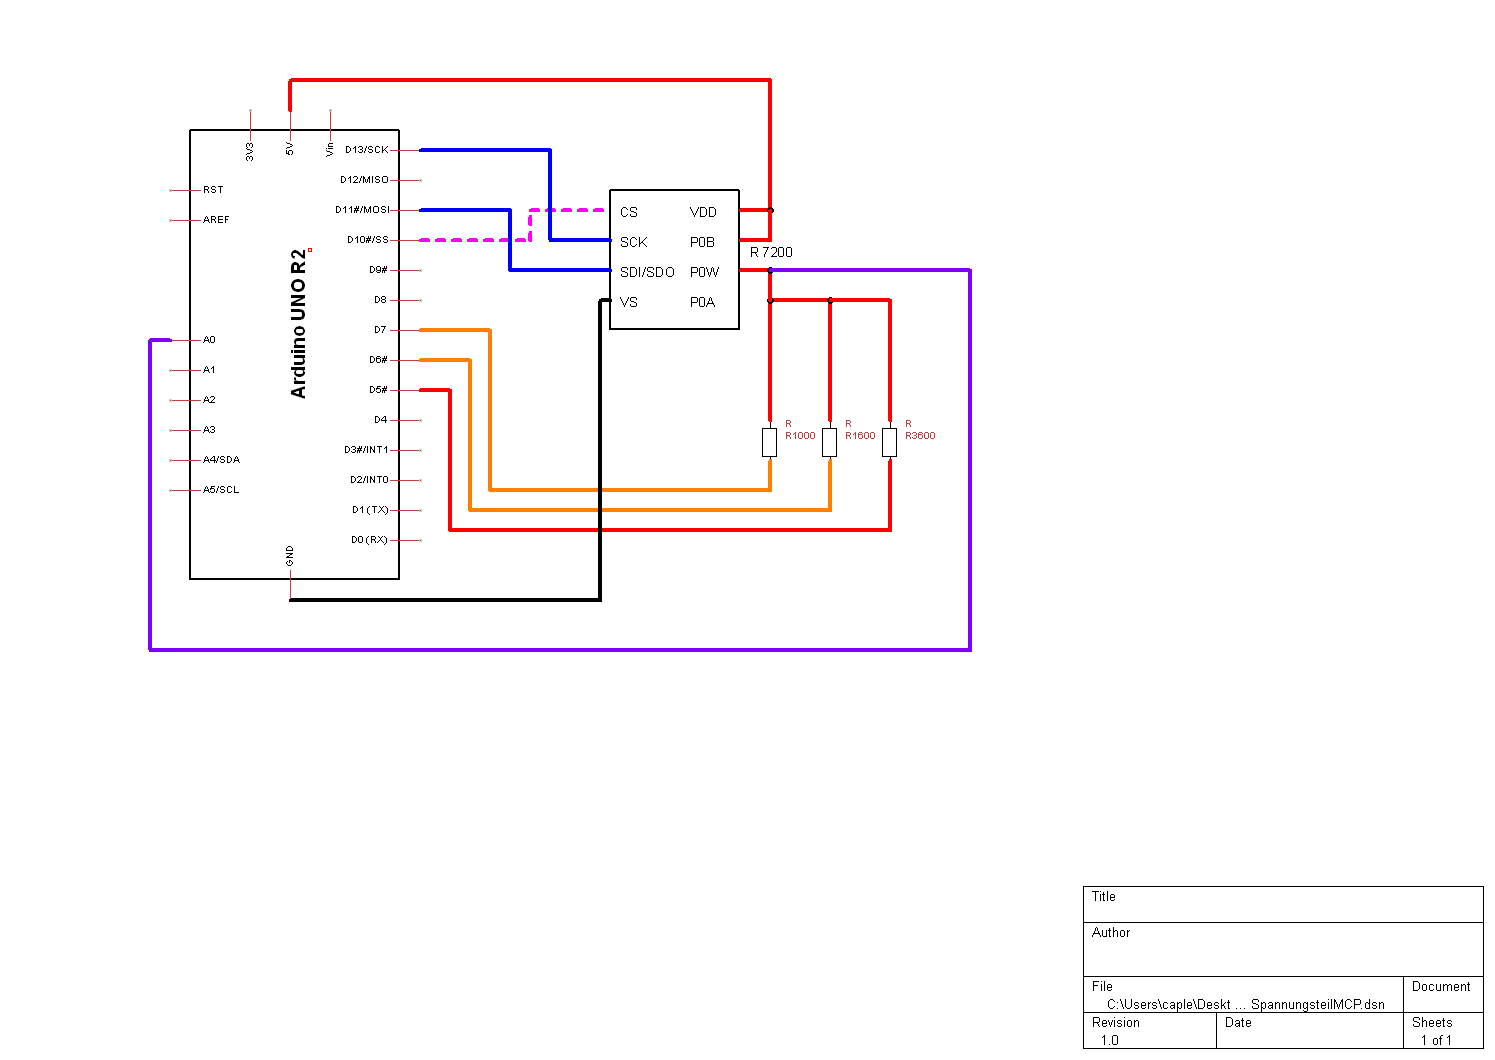 3V3
5V
Vin
RST
AREF
A0
A1
A2
A3
A4/SDA
A5/SCL
Arduino UNO R2
GND
D13/SCK
D12/MISO
D11#/MOSI
D10#/SS
D9#
D8
D7
D6#
D5#
D4
D3#/INT1
D2/INT0
D1(TX)
D0(RX)
CS VDD
SCK P0B
SDI/SDO P0W
VS P0A
R 7200
R
R1000
R
R1600
R
R3600
Title
Author
File
C:\Users\caple\Deskt ... SpannungsteilMCP.dsn
Document
Revision
1.0
Date
Sheets
1 of 1